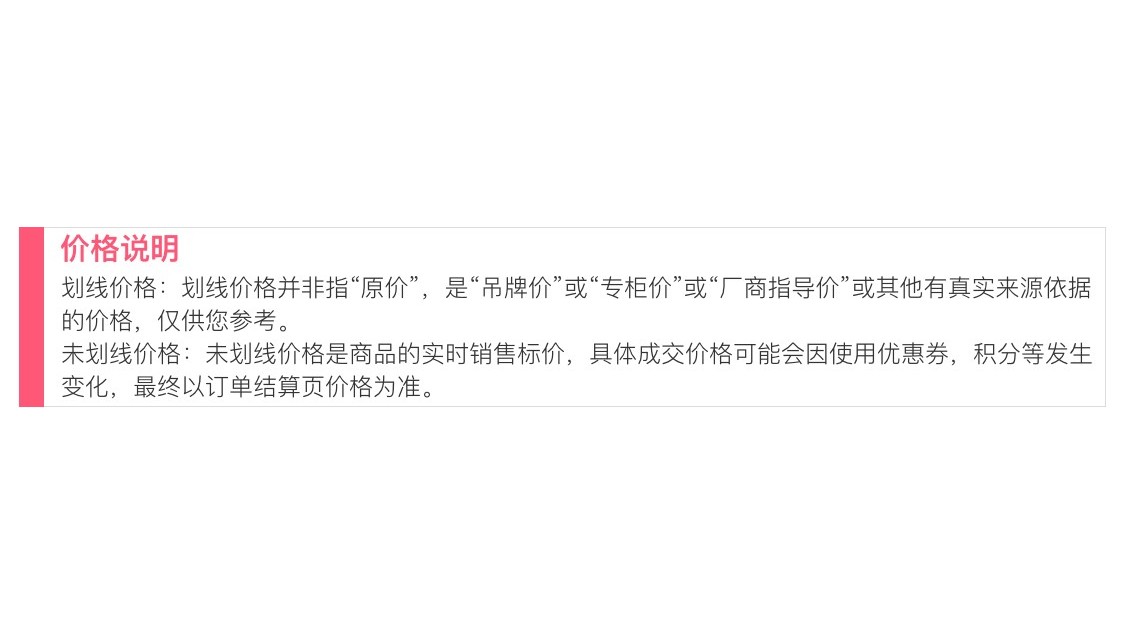 价格说明
划线价格：划线价格并非指“原价”，是“吊牌价”或“专柜价”或“厂商指导价”或其他有真实来源依据
的价格，仅供您参考。
未划线价格：未划线价格是商品的实时销售标价，具体成交价格可能会因使用优惠券，积分等发生
变化，最终以订单结算页价格为准。